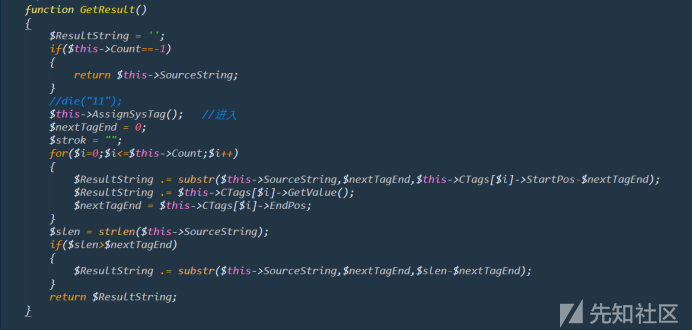 function GetResult()
{
$ResultString = '';
if($this->Count==-1)
{
return $this->SourceString;
}
//die("11");
$this->AssignSysTag();   //进入
$nextTagEnd = 0;
$strok = "";
for($i=0;$i<=$this->Count;$i++)
{
$ResultString .= substr($this->SourceString,$nextTagEnd,$this->CTags[$i]->StartPos-$nextTagEnd);
$ResultString .= $this->CTags[$i]->GetValue();
$nextTagEnd = $this->CTags[$i]->EndPos;
}
$slen = strlen($this->SourceString);
if($slen>$nextTagEnd)
{
$ResultString .= substr($this->SourceString,$nextTagEnd,$slen-$nextTagEnd);
}
return $ResultString;
}
先知社区